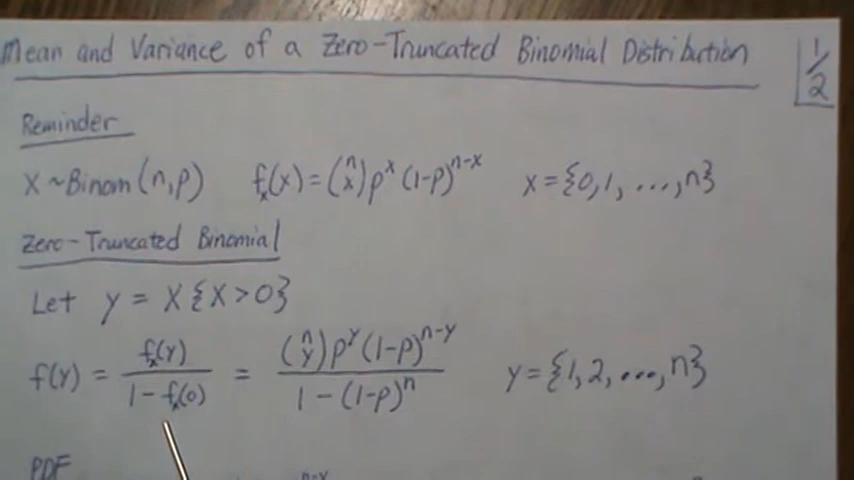 Mean and Variance of a Zero-Truncated Binomial Distribution
1/2
Reminder
X ~ Binom(n,p) fₓ(x) = (n x) pˣ (1-p)ⁿ⁻ˣ x = {0, 1, ..., n}
Zero-Truncated Binomial
Let y = X{X > 0}
f(y) = fₓ(y) / (1 - fₓ(0)) = (n y) p^y (1-p)^(n-y) / (1 - (1-p)ⁿ) y = {1, 2, ..., n}
PDF
n-y